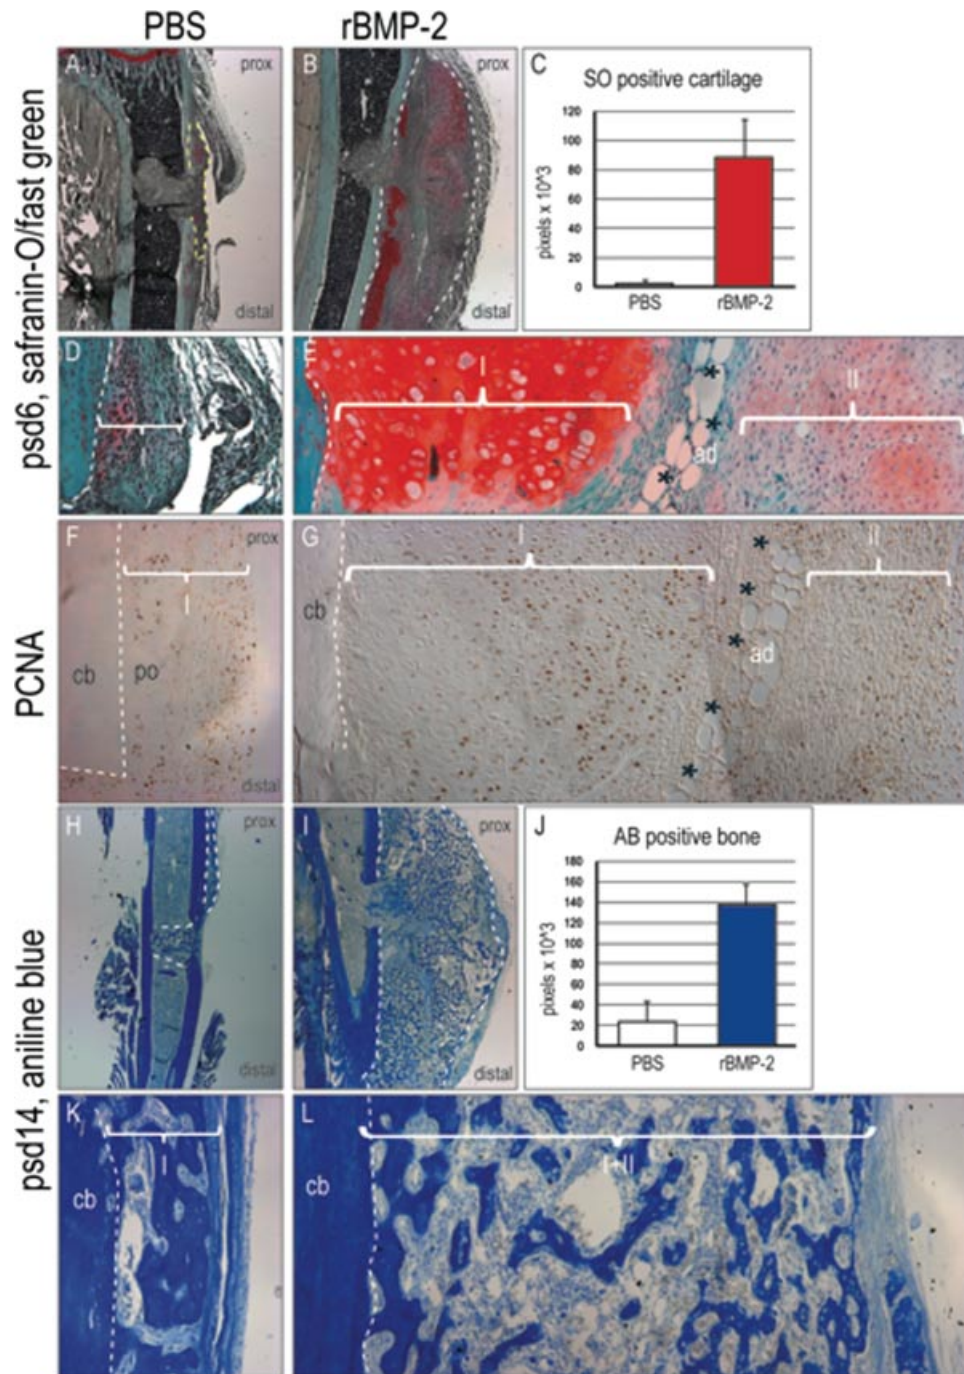 PBS
rBMP-2
psd6, safranin-O/fast green
A
prox
distal
B
prox
distal
C
SO positive cartilage
pixels x 10^3
120
100
80
60
40
20
0
PBS
rBMP-2
D
I
E
I
II
ad
*
*
*
PCNA
F
prox
I
cb
po
distal
G
I
II
cb
ad
*
*
*
*
*
psd14, aniline blue
H
prox
distal
I
prox
distal
J
AB positive bone
pixels x 10^3
180
160
140
120
100
80
60
40
20
0
PBS
rBMP-2
K
I
cb
L
I+II
cb